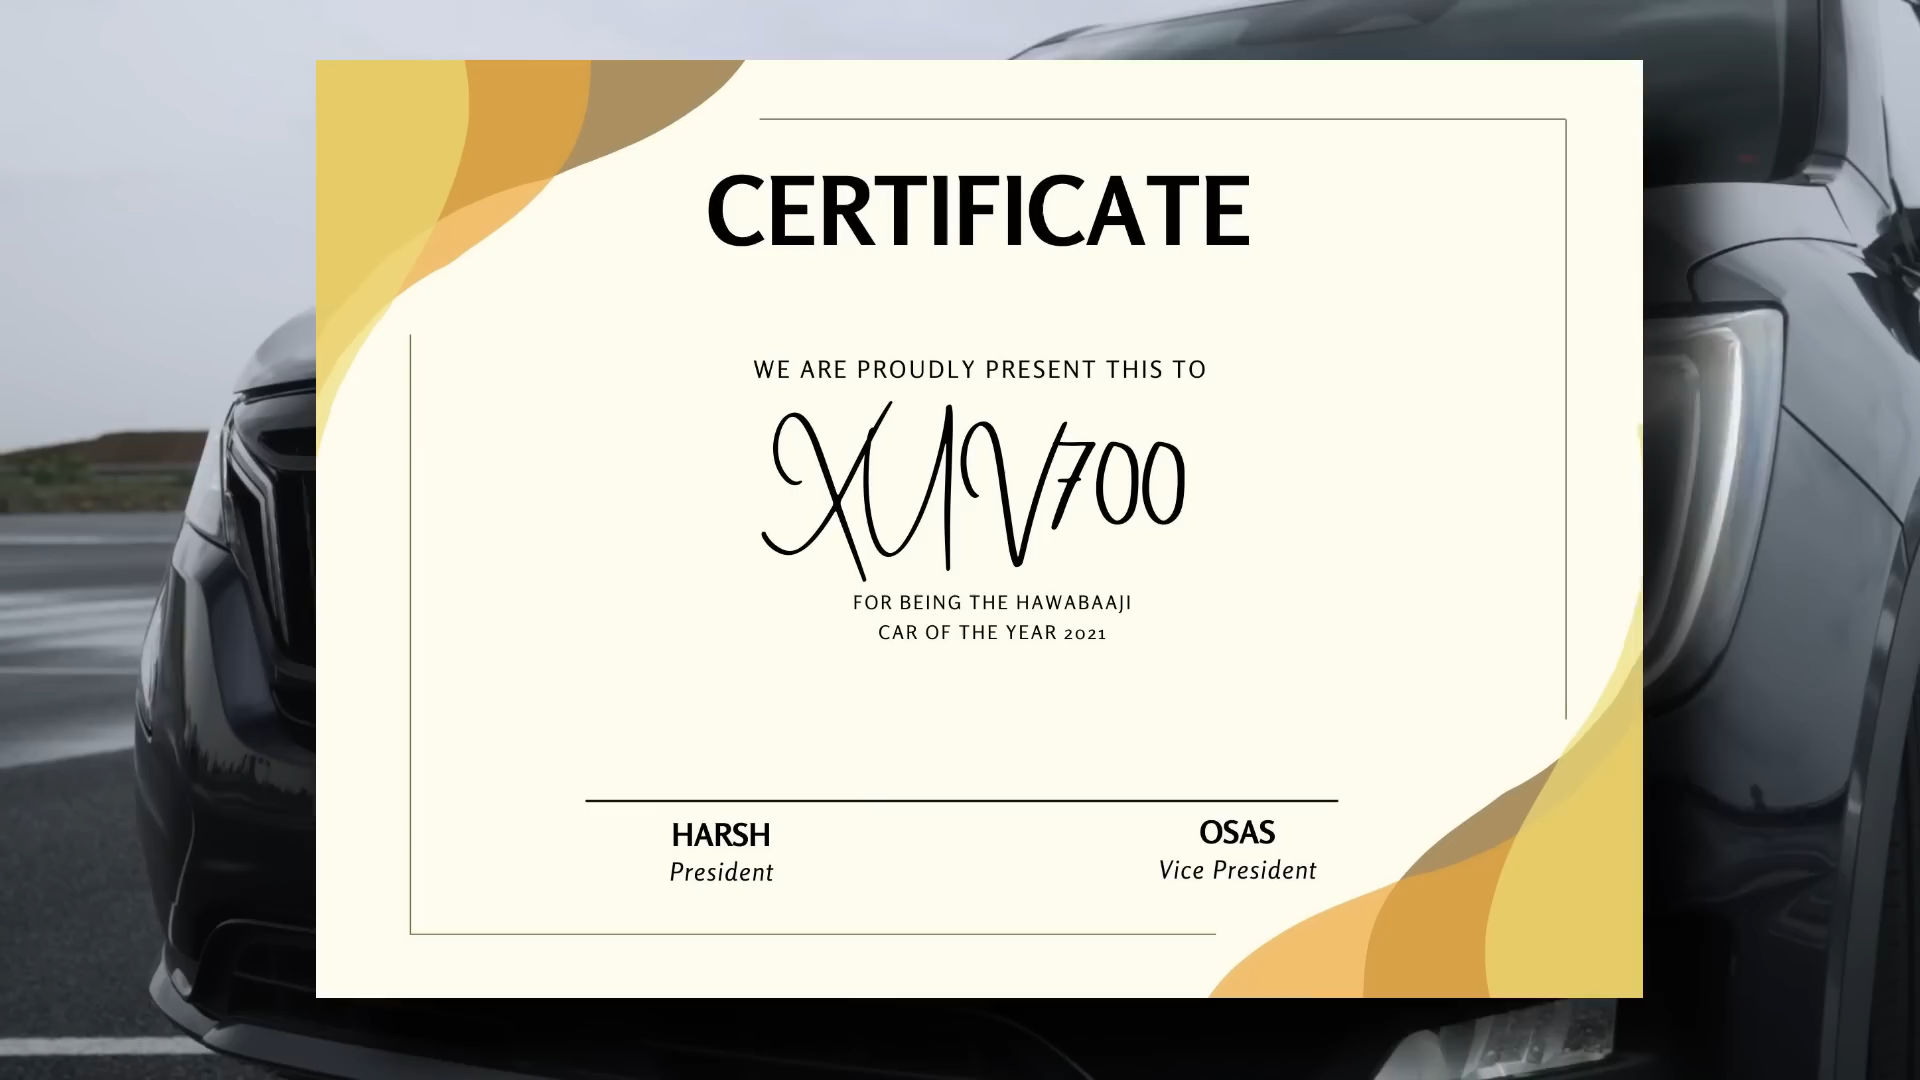 CERTIFICATE
WE ARE PROUDLY PRESENT THIS TO
XUV700
FOR BEING THE HAWABAAJI
CAR OF THE YEAR 2021
HARSH
OSAS
President
Vice President